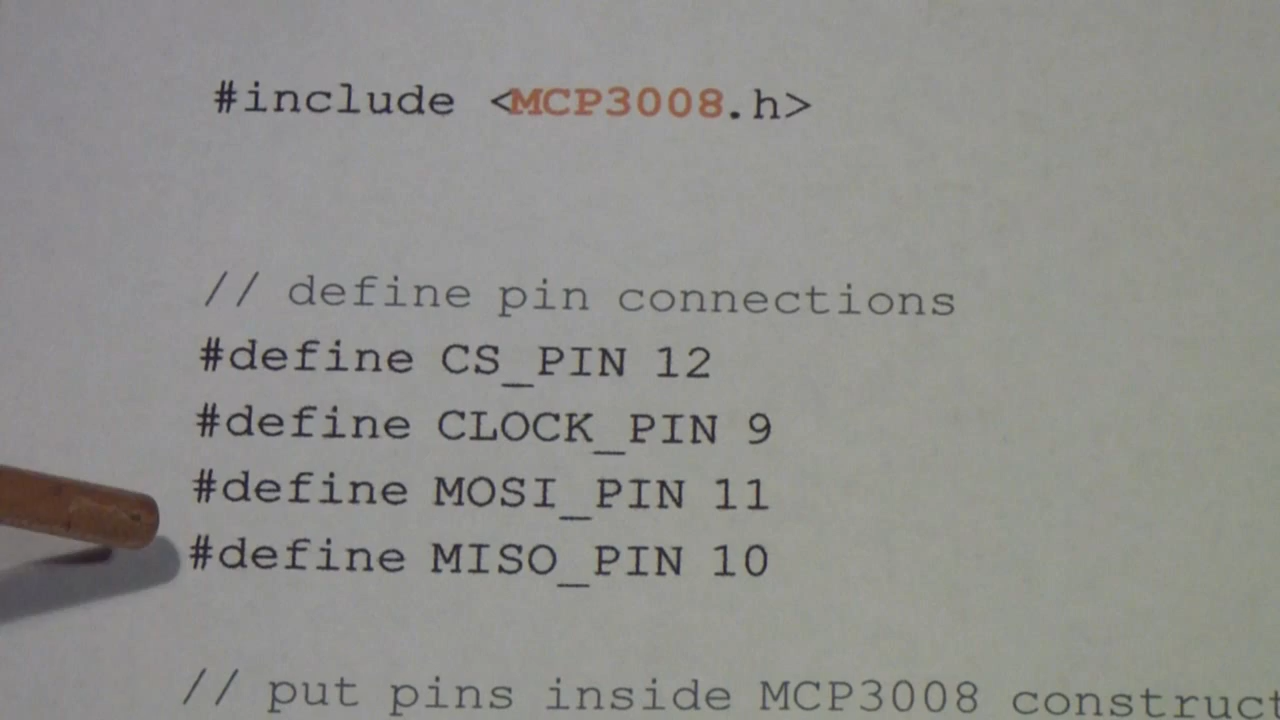 #include <MCP3008.h>
// define pin connections
#define CS_PIN 12
#define CLOCK_PIN 9
#define MOSI_PIN 11
#define MISO_PIN 10
// put pins inside MCP3008 construct